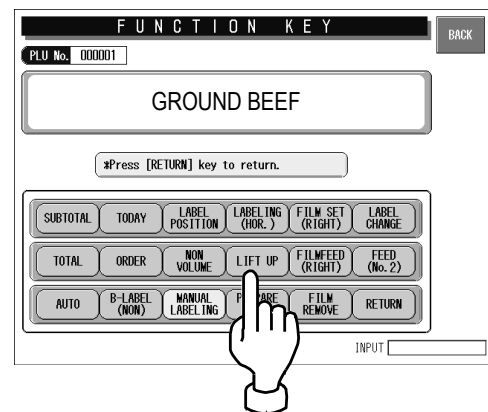 FUNCTION KEY
BACK
PLU No. 000001
GROUND BEEF
*Press [RETURN] key to return.
SUBTOTAL TODAY LABEL POSITION LABELING (HOR.) FILM SET (RIGHT) LABEL CHANGE
TOTAL ORDER NON VOLUME LIFT UP FILMFEED (RIGHT) FEED (No.2)
AUTO B-LABEL (NON) MANUAL LABELING FILM REMOVE RETURN
INPUT